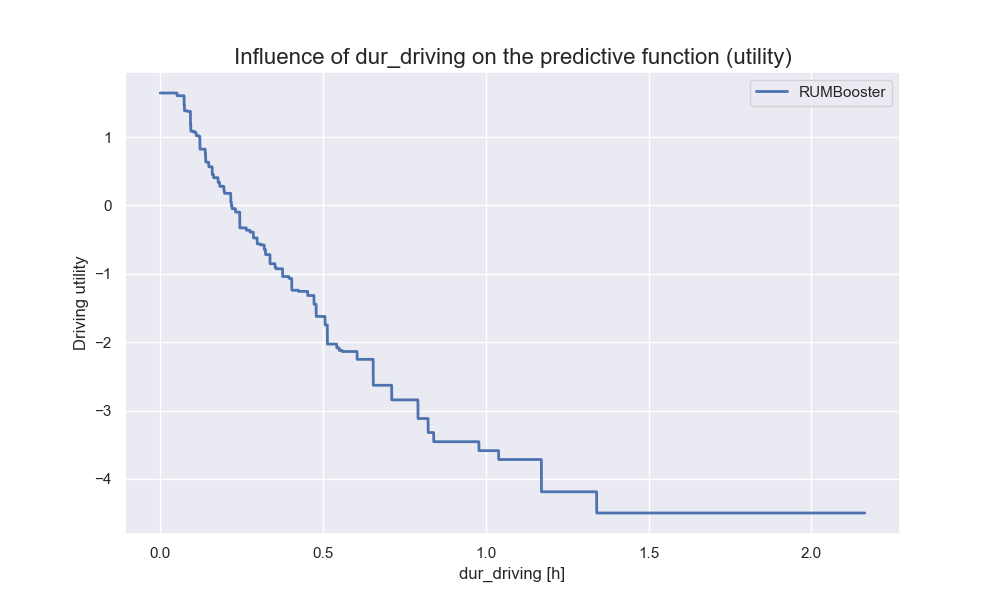 Influence of dur_driving on the predictive function (utility)
RUMBooster
1
0
−1
−2
−3
−4
Driving utility
0.0 0.5 1.0 1.5 2.0
dur_driving [h]